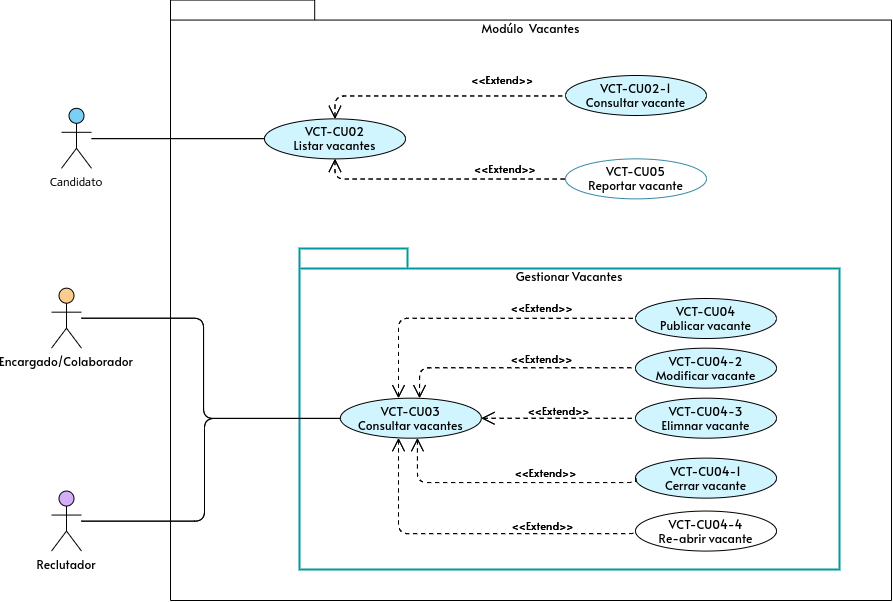 Modúlo Vacantes
<<Extend>>
VCT-CU02-1
Consultar vacante
VCT-CU02
Listar vacantes
Candidato
<<Extend>>
VCT-CU05
Reportar vacante
Gestionar Vacantes
<<Extend>>
VCT-CU04
Publicar vacante
Encargado/Colaborador
<<Extend>>
VCT-CU04-2
Modificar vacante
VCT-CU03
Consultar vacantes
<<Extend>>
VCT-CU04-3
Elimnar vacante
<<Extend>>
VCT-CU04-1
Cerrar vacante
<<Extend>>
VCT-CU04-4
Re-abrir vacante
Reclutador